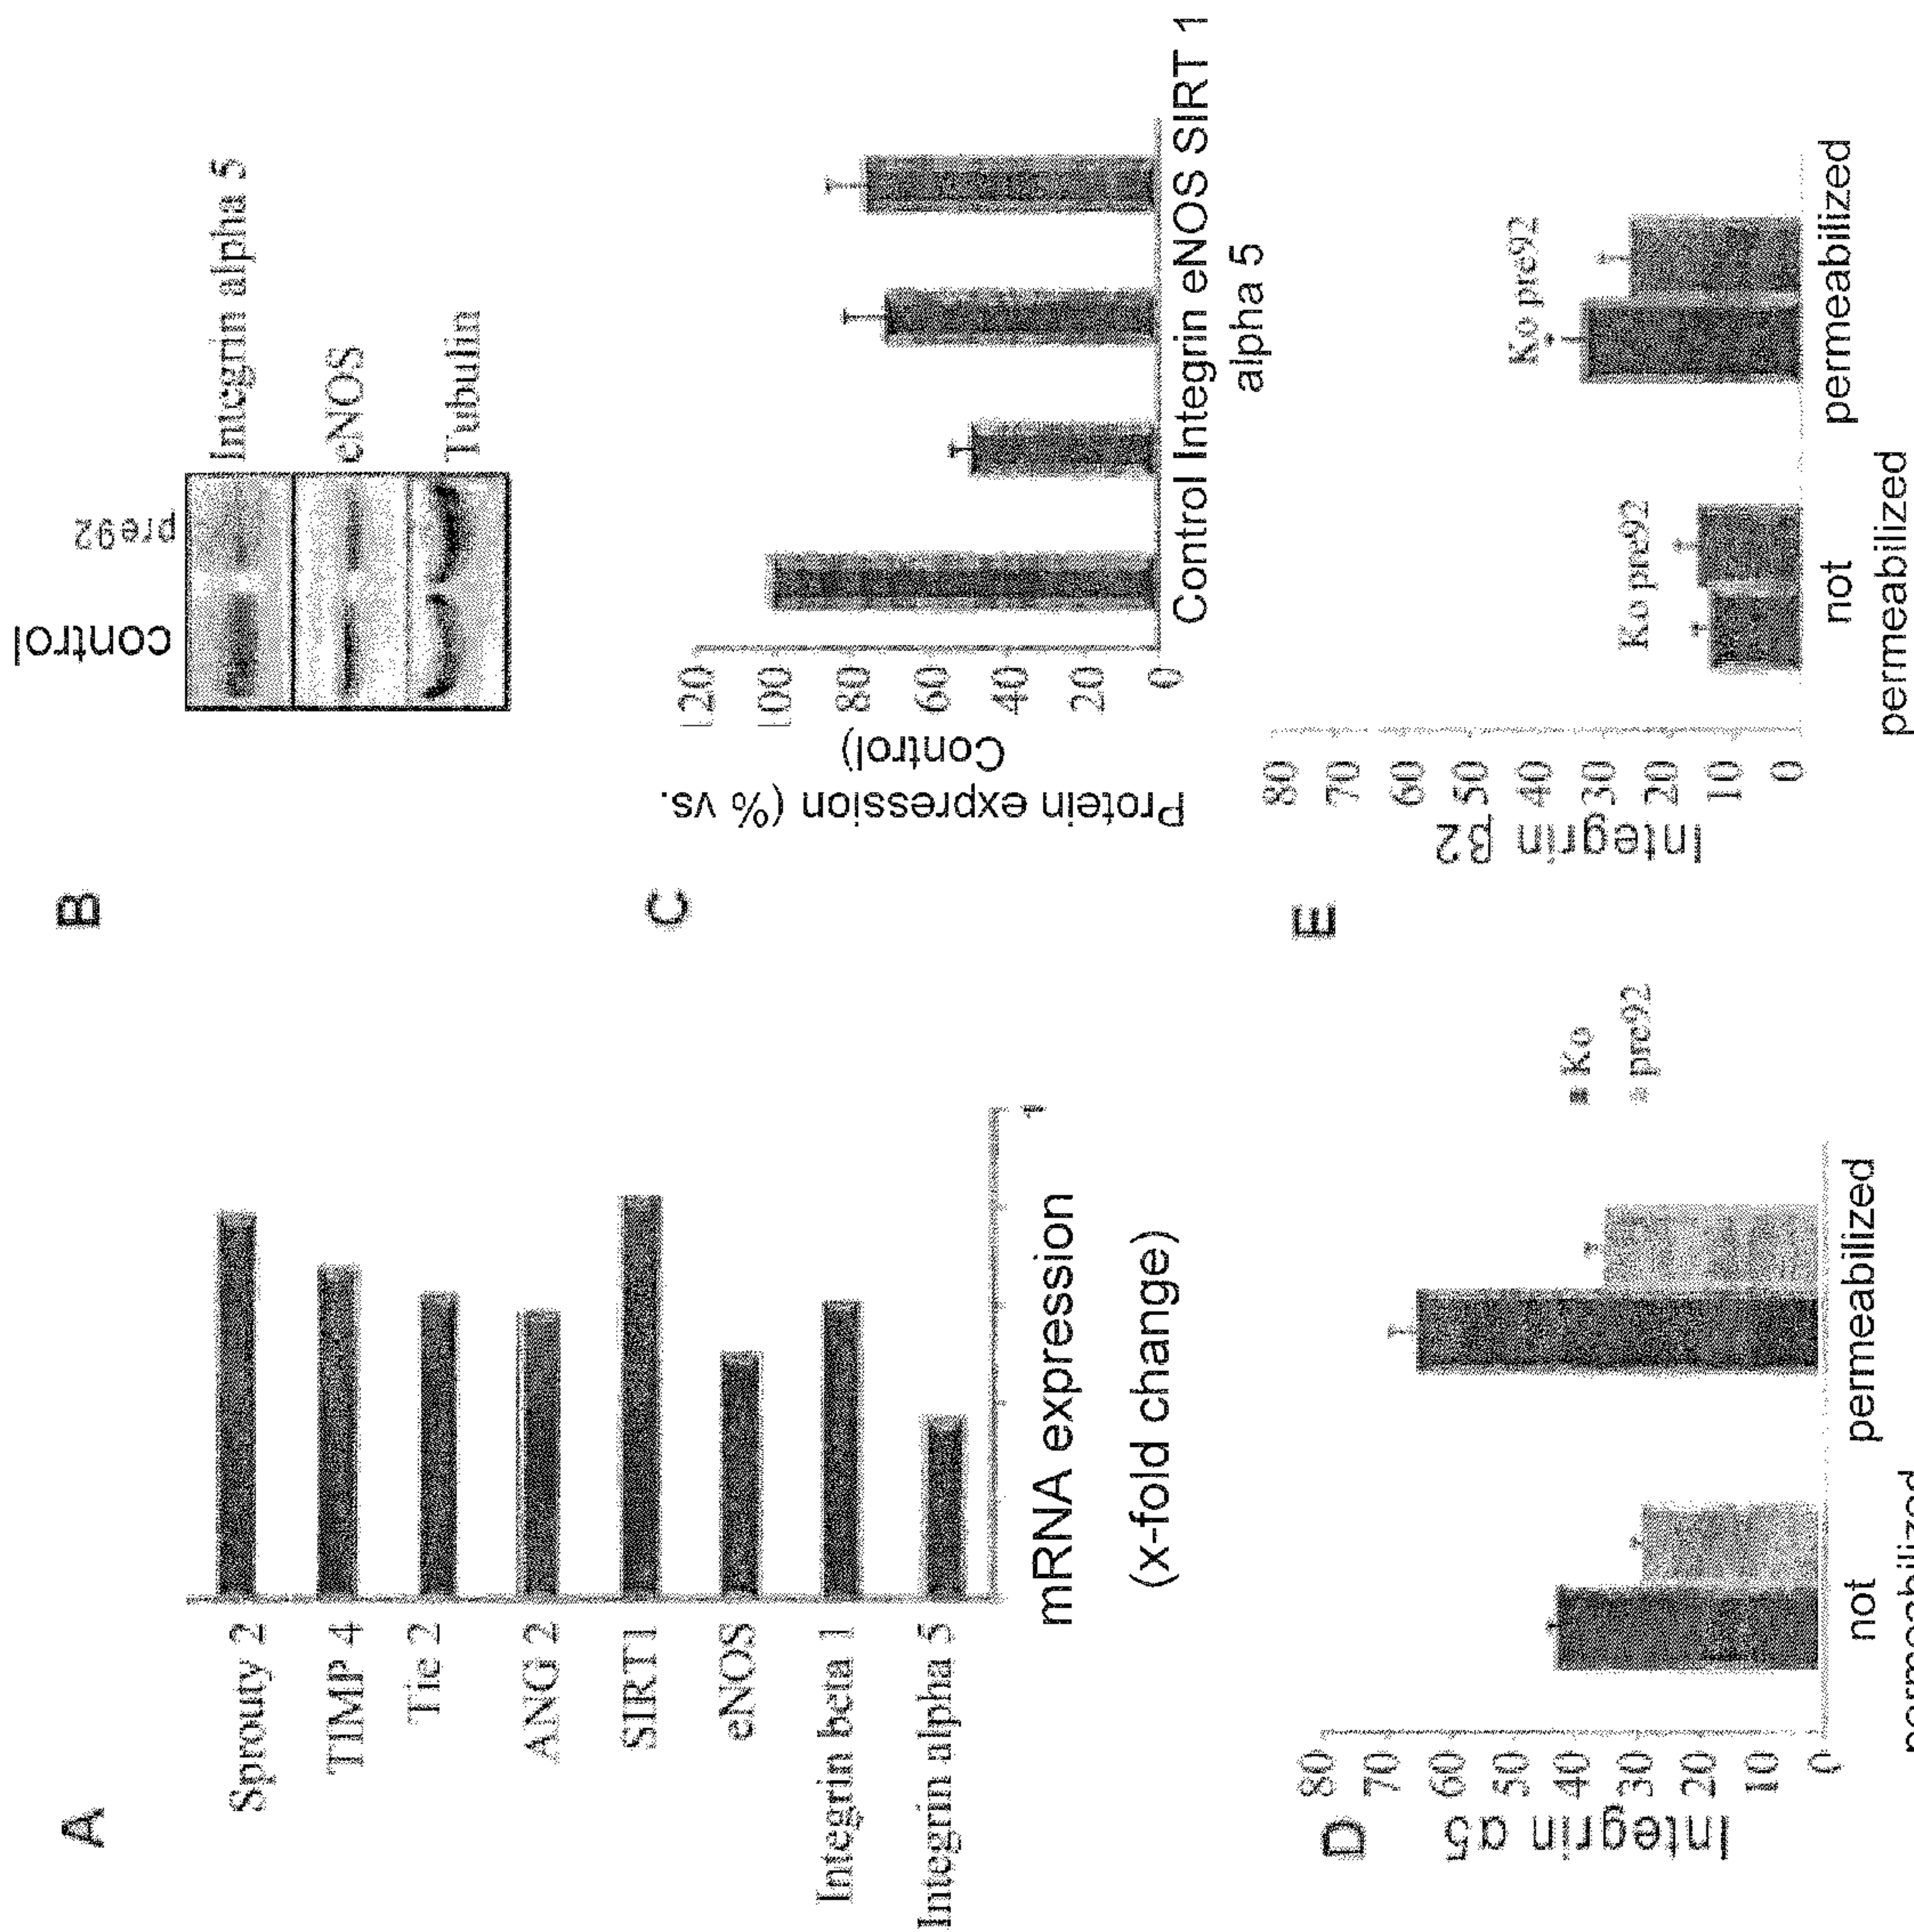 A
Sprouty 2
TIMP 4
Tie 2
ANG 2
SIRT1
eNOS
Integrin beta 1
Integrin alpha 5
1
mRNA expression
(x-fold change)
B
control
pre92
Integrin alpha 5
eNOS
Tubulin
C
Protein expression (% vs.
Control)
120
100
80
60
40
20
0
Control Integrin eNOS SIRT 1
alpha 5
D
Integrin α5
80
70
60
50
40
30
20
10
0
not
permeabilized
permeabilized
Ko
pre92
E
Integrin β2
80
70
60
50
40
30
20
10
0
Ko pre92
Ko pre92
not
permeabilized
permeabilized